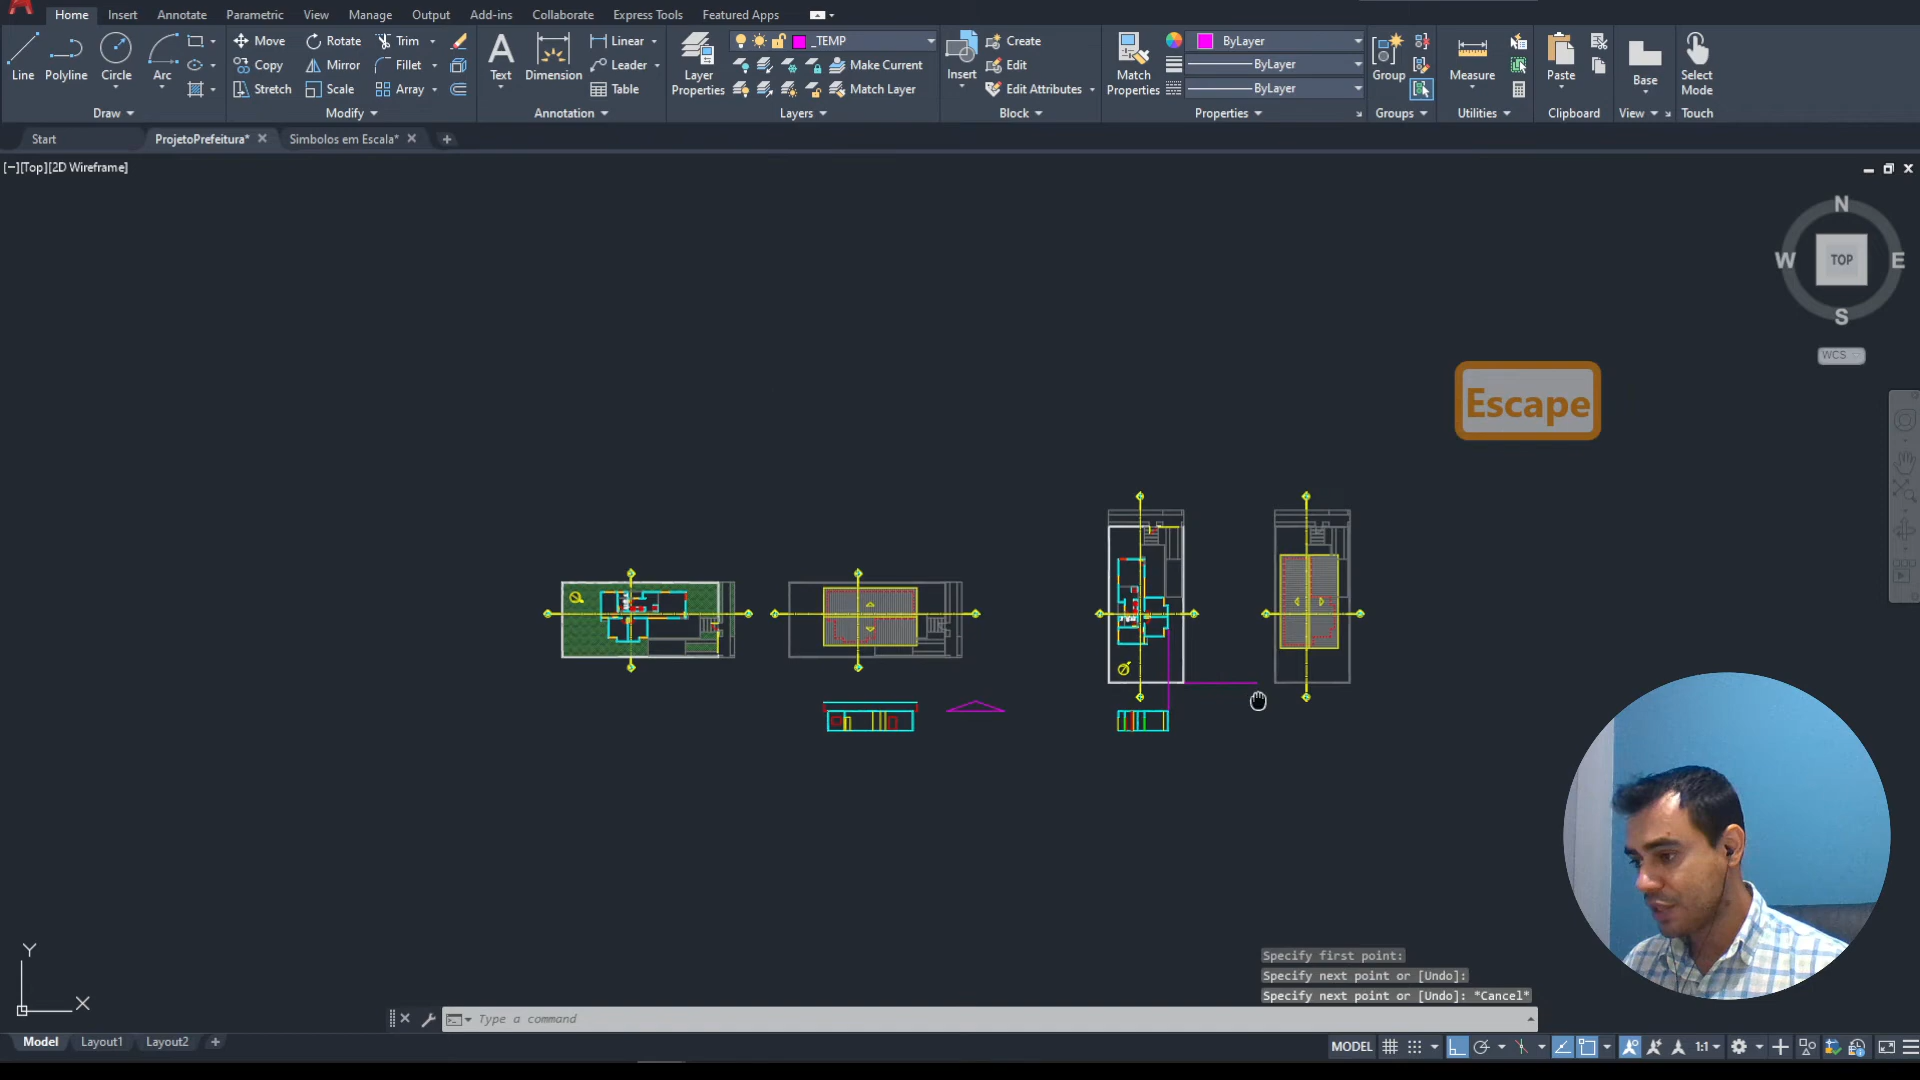 Home Insert Annotate Parametric View Manage Output Add-ins Collaborate Express Tools Featured Apps
Line Polyline Circle Arc
Move Rotate Trim
Copy Mirror Fillet
Stretch Scale Array
Text Dimension
Linear
Leader
Table
Layer Properties
_TEMP
Make Current
Match Layer
Insert
Create
Edit
Edit Attributes
Match Properties
ByLayer
ByLayer
ByLayer
Group
Measure
Paste
Base
Select Mode
Draw Modify Annotation Layers Block Properties Groups Utilities Clipboard View Touch
Start ProjetoPrefeitura* Simbolos em Escala*
[−][Top][2D Wireframe]
N
W TOP E
S
WCS
Escape
Y
X
Specify first point:
Specify next point or [Undo]:
Specify next point or [Undo]: *Cancel*
Type a command
Model Layout1 Layout2
MODEL 1:1